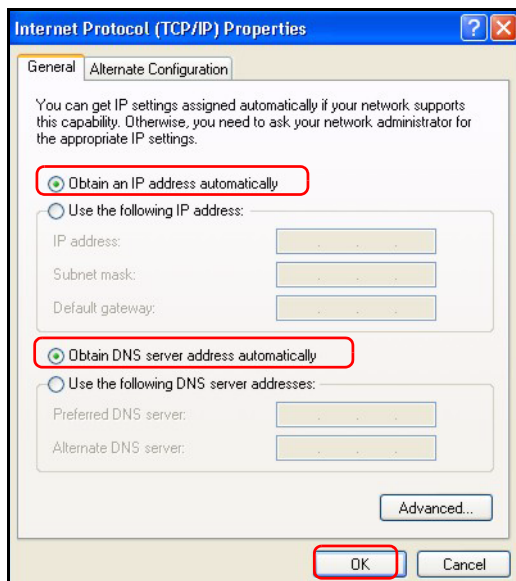 Internet Protocol (TCP/IP) Properties
General
Alternate Configuration
You can get IP settings assigned automatically if your network supports
this capability. Otherwise, you need to ask your network administrator for
the appropriate IP settings.
Obtain an IP address automatically
Use the following IP address:
IP address:
Subnet mask:
Default gateway:
Obtain DNS server address automatically
Use the following DNS server addresses:
Preferred DNS server:
Alternate DNS server:
Advanced...
OK
Cancel